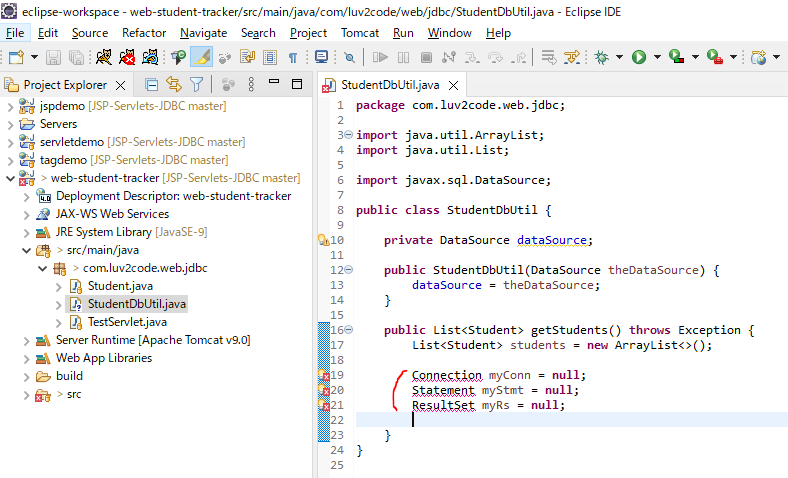 eclipse-workspace - web-student-tracker/src/main/java/com/luv2code/web/jdbc/StudentDbUtil.java - Eclipse IDE
File Edit Source Refactor Navigate Search Project Tomcat Run Window Help
Project Explorer
jspdemo [JSP-Servlets-JDBC master]
Servers
servletdemo [JSP-Servlets-JDBC master]
tagdemo [JSP-Servlets-JDBC master]
> web-student-tracker [JSP-Servlets-JDBC master]
4.0 Deployment Descriptor: web-student-tracker
JAX-WS Web Services
JRE System Library [JavaSE-9]
> src/main/java
> com.luv2code.web.jdbc
Student.java
StudentDbUtil.java
TestServlet.java
Server Runtime [Apache Tomcat v9.0]
Web App Libraries
build
> src
StudentDbUtil.java
1 package com.luv2code.web.jdbc;
2
3 import java.util.ArrayList;
4 import java.util.List;
5
6 import javax.sql.DataSource;
7
8 public class StudentDbUtil {
9
10 private DataSource dataSource;
11
12 public StudentDbUtil(DataSource theDataSource) {
13 dataSource = theDataSource;
14 }
15
16 public List<Student> getStudents() throws Exception {
17 List<Student> students = new ArrayList<>();
18
19 Connection myConn = null;
20 Statement myStmt = null;
21 ResultSet myRs = null;
22
23 }
24 }
25